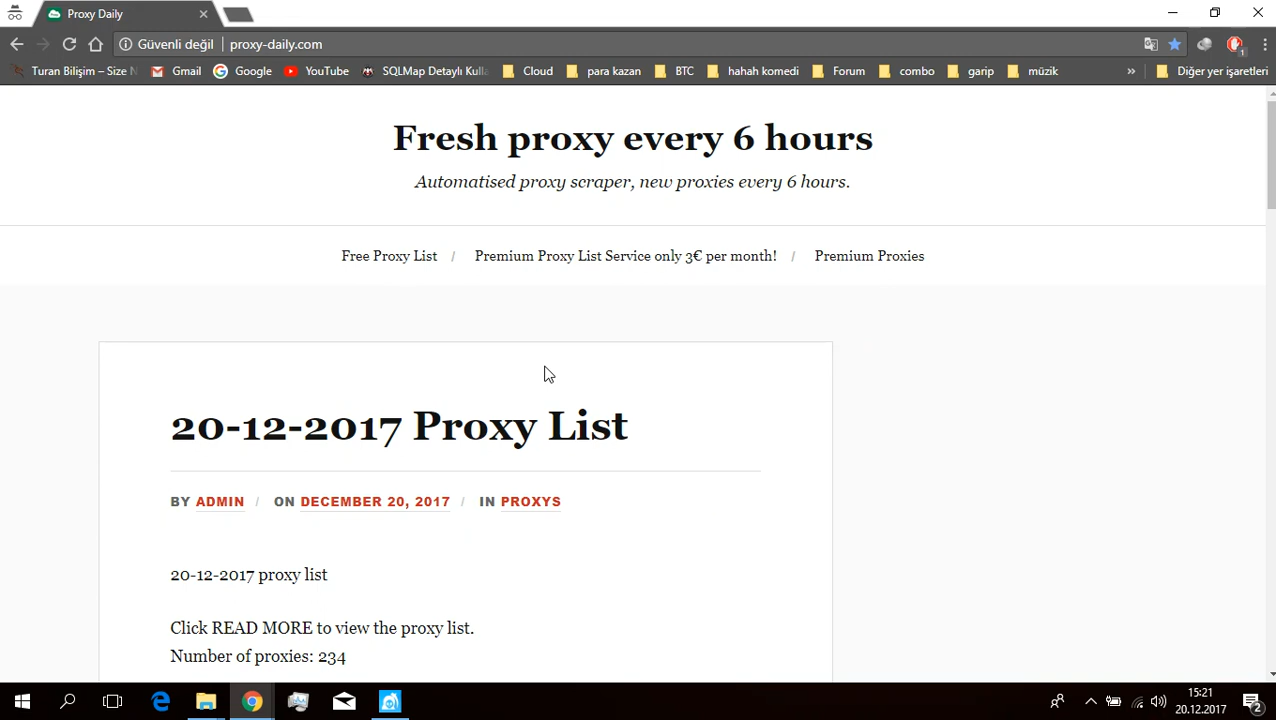 Proxy Daily
Güvenli değil proxy-daily.com
Turan Bilişim – Size N Gmail Google YouTube SQLMap Detaylı Kulla Cloud para kazan BTC hahah komedi Forum combo garip müzik » Diğer yer işaretleri
Fresh proxy every 6 hours
Automatised proxy scraper, new proxies every 6 hours.
Free Proxy List / Premium Proxy List Service only 3€ per month! / Premium Proxies
20-12-2017 Proxy List
BY ADMIN / ON DECEMBER 20, 2017 / IN PROXYS
20-12-2017 proxy list
Click READ MORE to view the proxy list.
Number of proxies: 234
15:21
20.12.2017
2